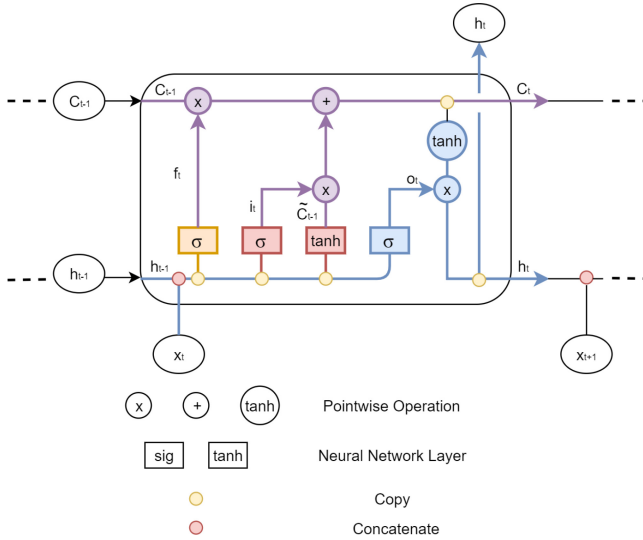 ht
Ct-1
Ct-1
x
+
Ct
tanh
ft
it
C̃t-1
x
ot
x
σ
σ
tanh
σ
ht-1
ht-1
ht
xt
xt+1
x
+
tanh
Pointwise Operation
sig
tanh
Neural Network Layer
Copy
Concatenate